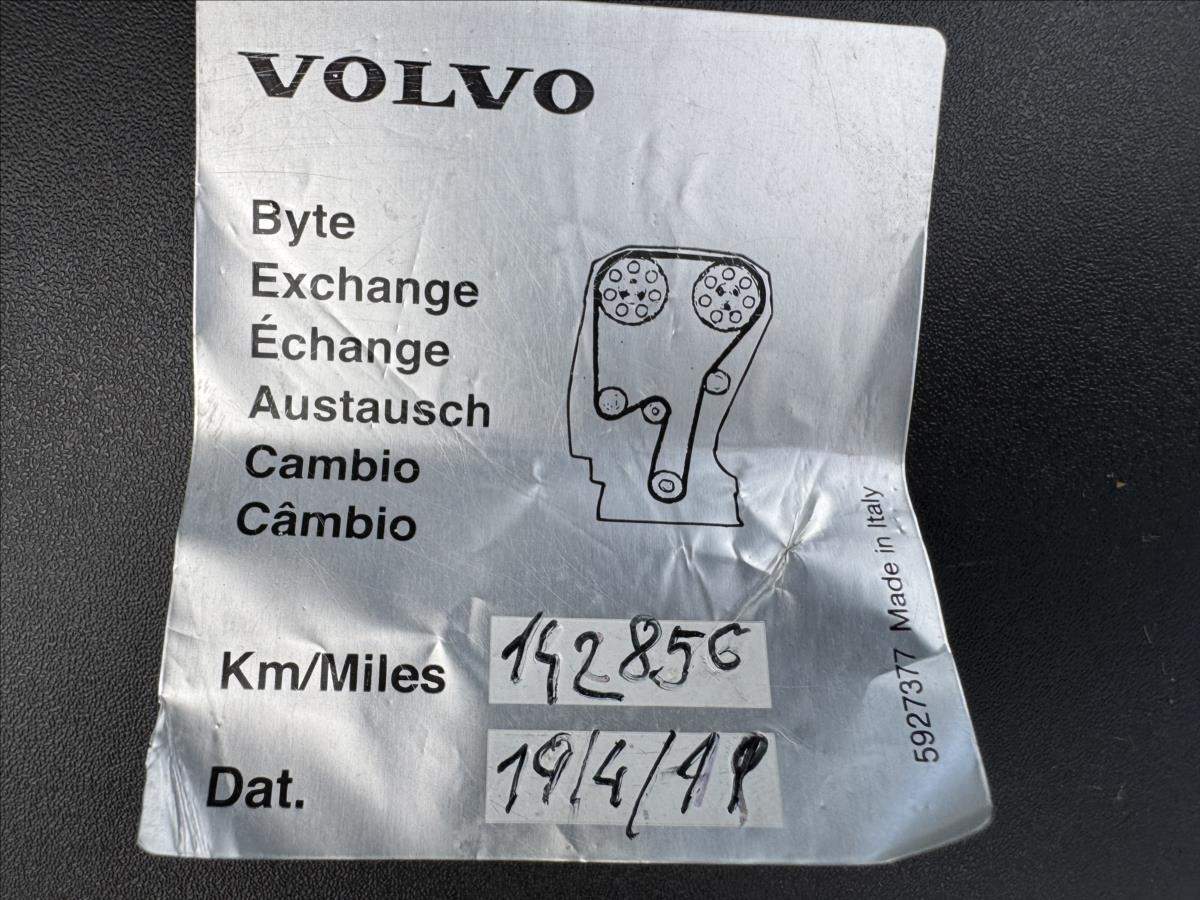 VOLVO
Byte
Exchange
Échange
Austausch
Cambio
Câmbio
Km/Miles 142856
Dat. 19/4/19
5927377 Made in Italy